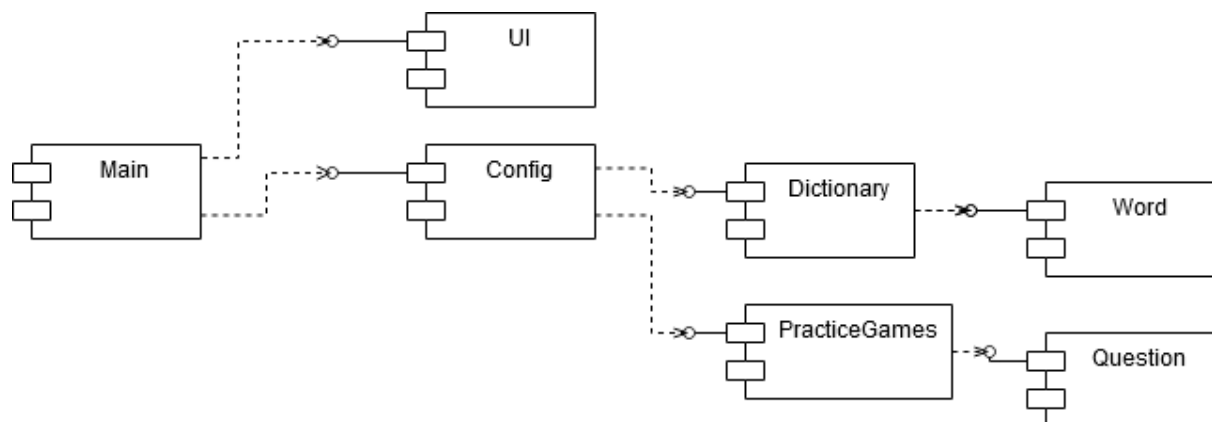 UI
Main
Config
Dictionary
Word
PracticeGames
Question